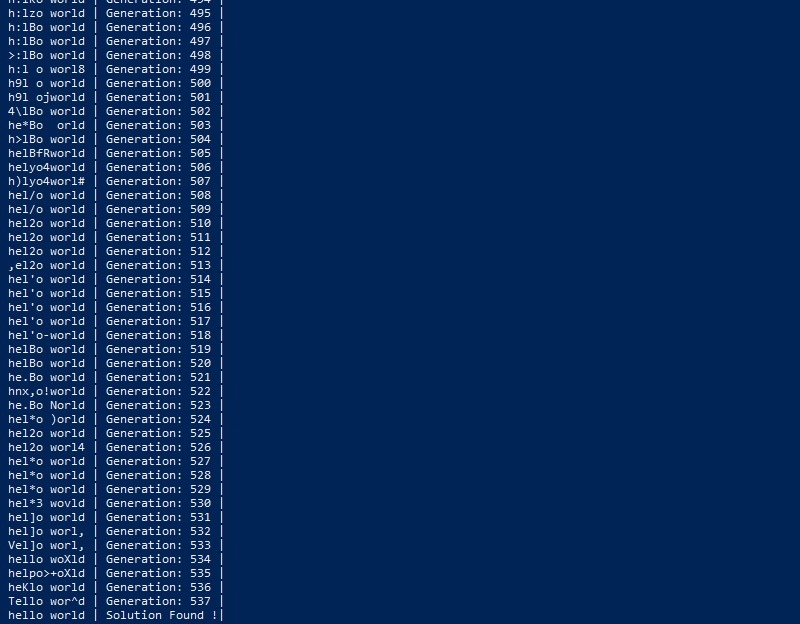 h:lko world | Generation: 494 |
h:lzo world | Generation: 495 |
h:lBo world | Generation: 496 |
h:lBo world | Generation: 497 |
>:lBo world | Generation: 498 |
h:l o worl8 | Generation: 499 |
h9l o world | Generation: 500 |
h9l ojworld | Generation: 501 |
4\lBo world | Generation: 502 |
he*Bo  orld | Generation: 503 |
h>lBo world | Generation: 504 |
helBfRworld | Generation: 505 |
helyo4world | Generation: 506 |
h)lyo4worl# | Generation: 507 |
hel/o world | Generation: 508 |
hel/o world | Generation: 509 |
hel2o world | Generation: 510 |
hel2o world | Generation: 511 |
hel2o world | Generation: 512 |
,el2o world | Generation: 513 |
hel'o world | Generation: 514 |
hel'o world | Generation: 515 |
hel'o world | Generation: 516 |
hel'o world | Generation: 517 |
hel'o-world | Generation: 518 |
helBo world | Generation: 519 |
helBo world | Generation: 520 |
he.Bo world | Generation: 521 |
hnx,o!world | Generation: 522 |
he.Bo North | Generation: 523 |
hel*o )orld | Generation: 524 |
hel2o world | Generation: 525 |
hel2o worl4 | Generation: 526 |
hel*o world | Generation: 527 |
hel*o world | Generation: 528 |
hel*o world | Generation: 529 |
hel*3 wovld | Generation: 530 |
hel]o world | Generation: 531 |
hel]o worl, | Generation: 532 |
Vel]o worl, | Generation: 533 |
hello woXld | Generation: 534 |
helpo>+oXld | Generation: 535 |
heKlo world | Generation: 536 |
Tello wor^d | Generation: 537 |
hello world | Solution Found !|